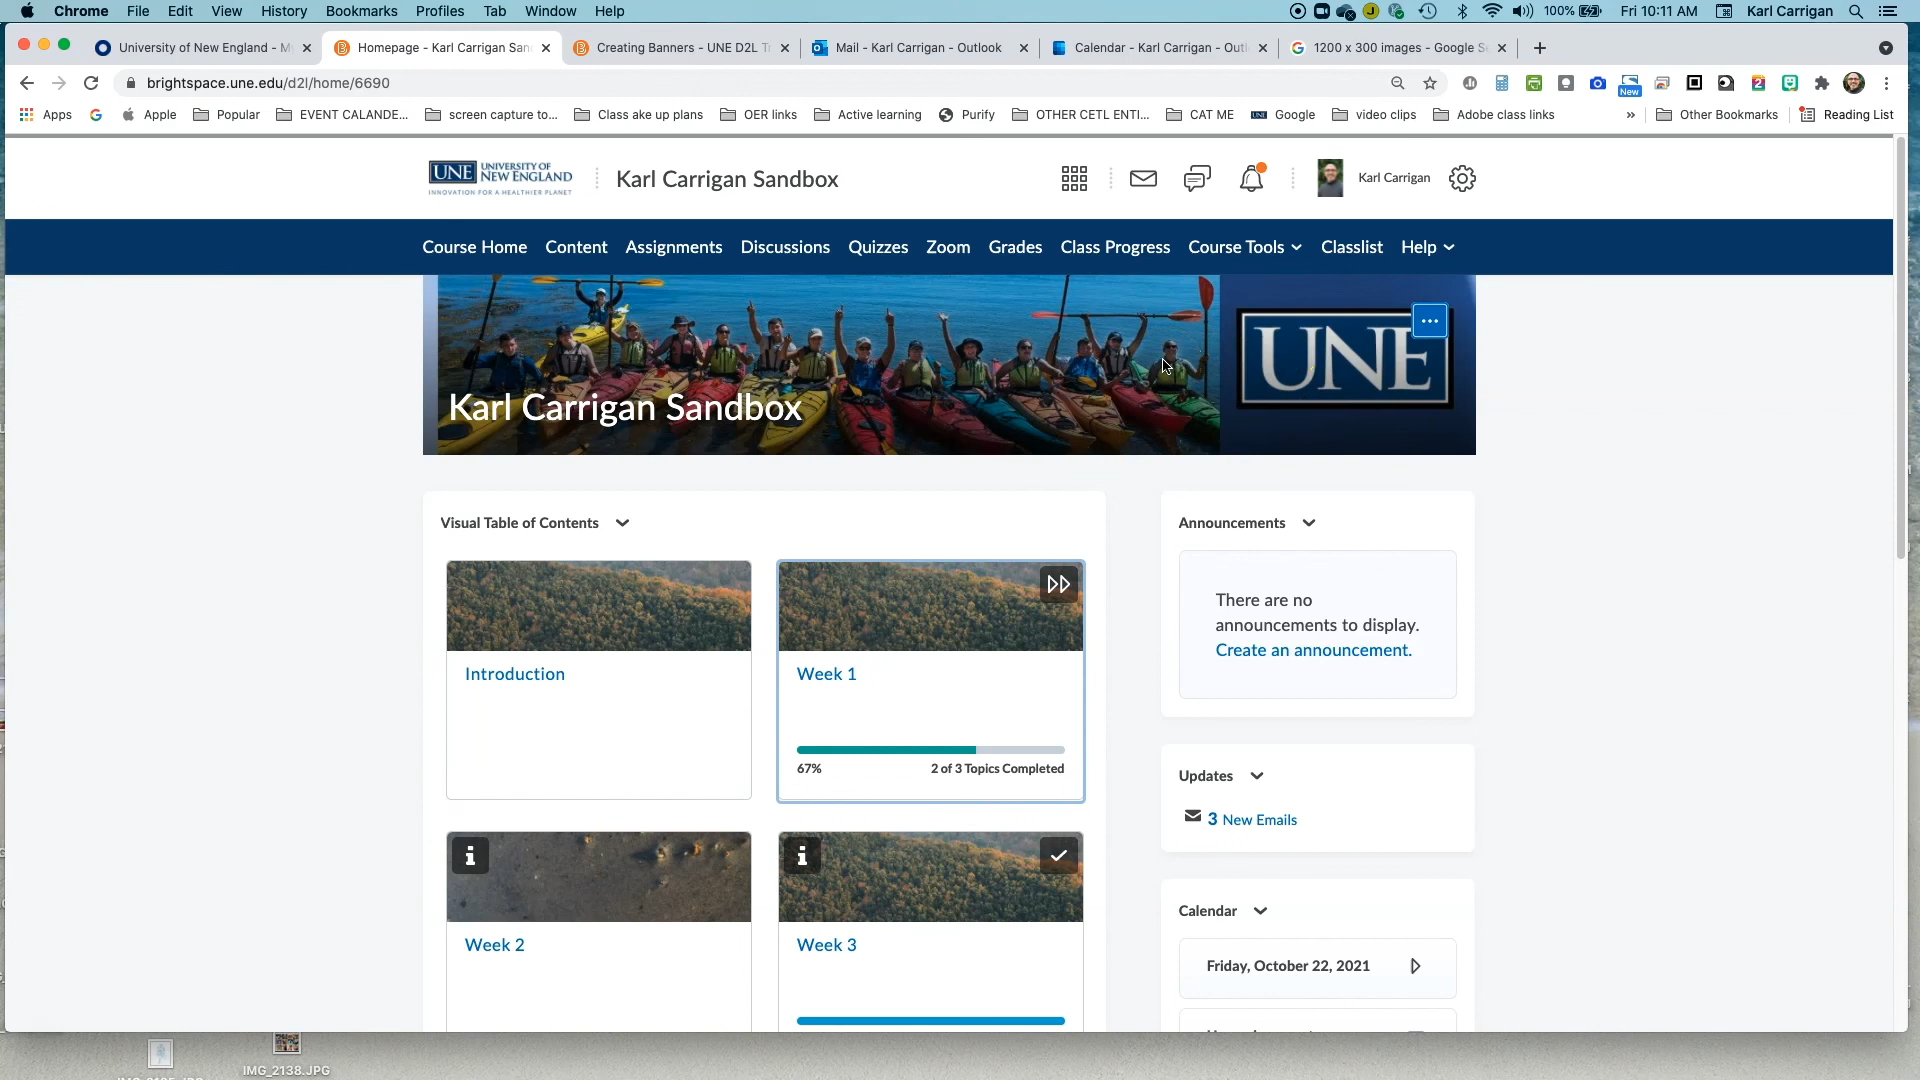 Chrome File Edit View History Bookmarks Profiles Tab Window Help 100% Fri 10:11 AM Karl Carrigan
University of New England - M Homepage - Karl Carrigan San Creating Banners - UNE D2L T Mail - Karl Carrigan - Outlook Calendar - Karl Carrigan - Outl 1200 x 300 images - Google S
brightspace.une.edu/d2l/home/6690 New
Apps Apple Popular EVENT CALANDE... screen capture to... Class ake up plans OER links Active learning Purify OTHER CETL ENTI... CAT ME Google video clips Adobe class links » Other Bookmarks Reading List
UNE UNIVERSITY OF NEW ENGLAND
INNOVATION FOR A HEALTHIER PLANET
Karl Carrigan Sandbox
Karl Carrigan
Course Home Content Assignments Discussions Quizzes Zoom Grades Class Progress Course Tools Classlist Help
UNE
Karl Carrigan Sandbox
Visual Table of Contents
Introduction
Week 1
67% 2 of 3 Topics Completed
Week 2
Week 3
Announcements
There are no
announcements to display.
Create an announcement.
Updates
3 New Emails
Calendar
Friday, October 22, 2021
IMG_2138.JPG